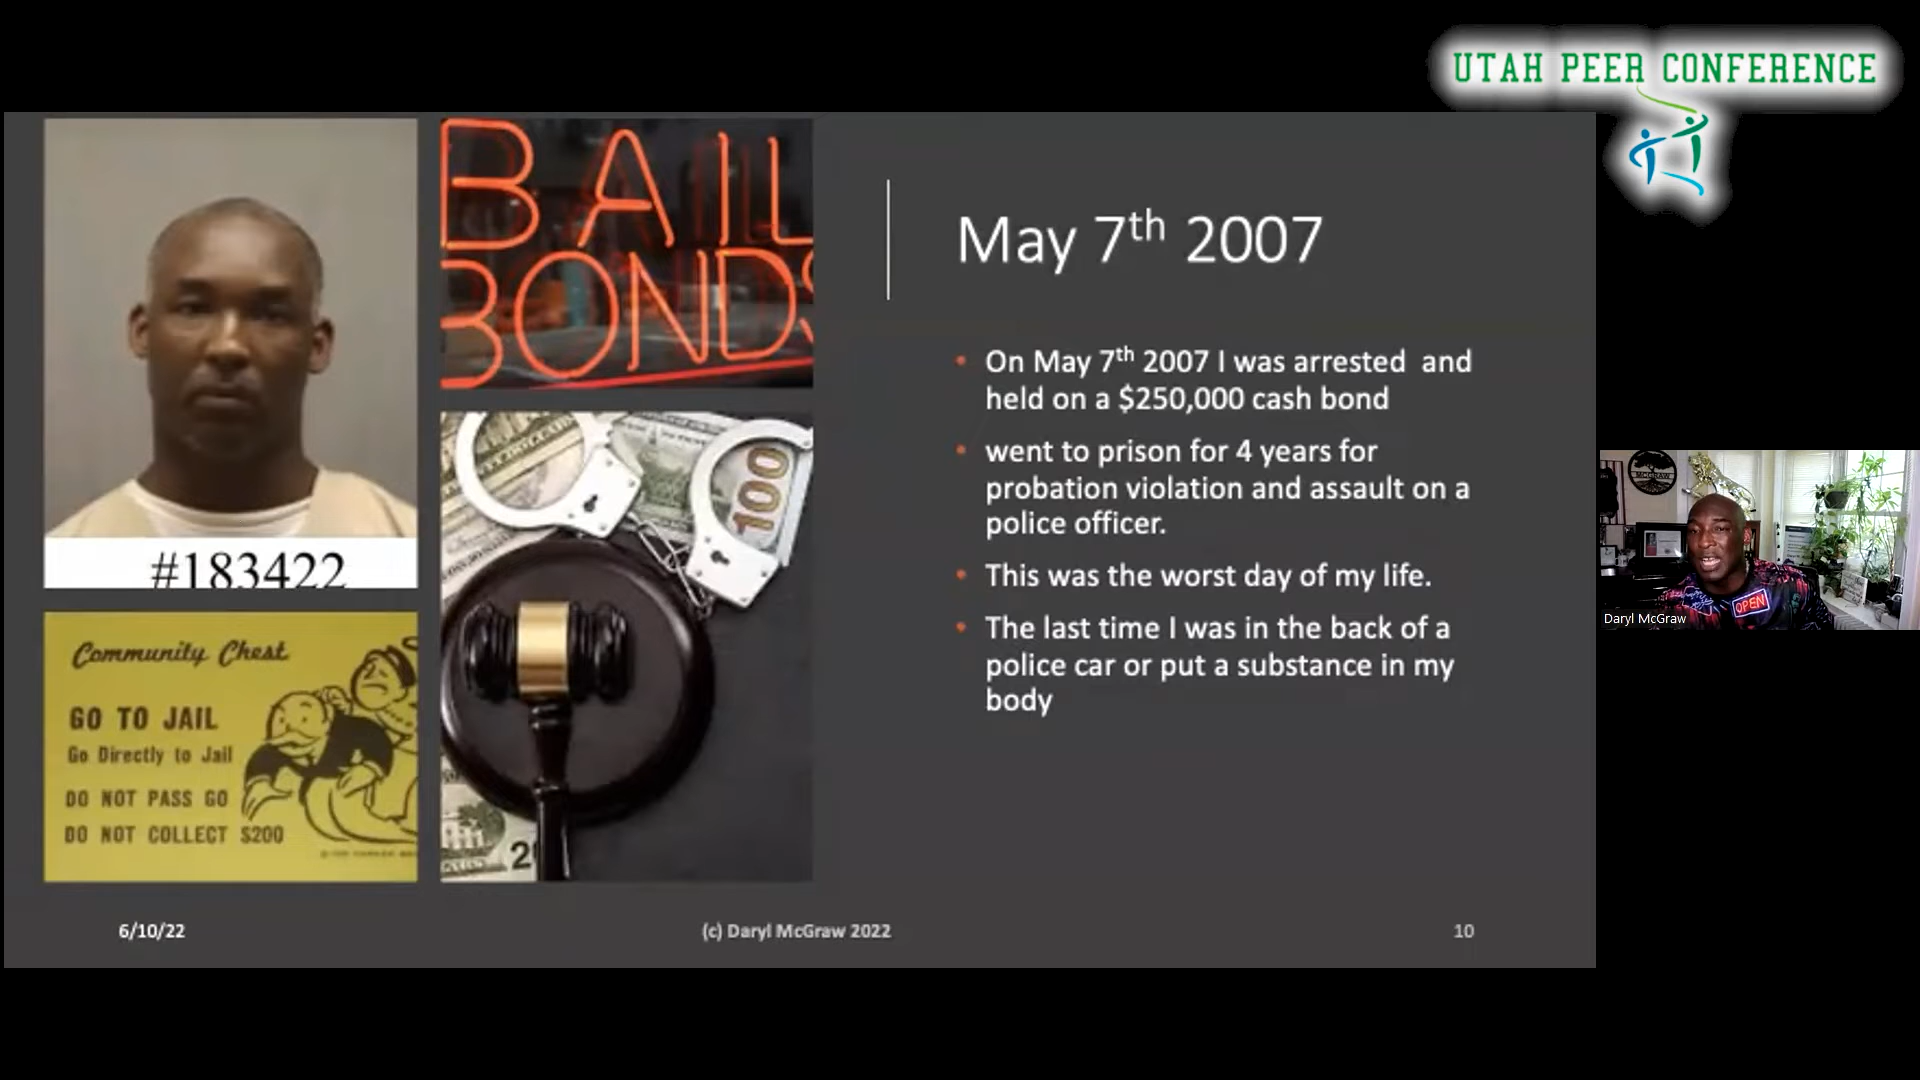 UTAH PEER CONFERENCE
BAIL
BONDS
#183422
Community Chest
GO TO JAIL
Go Directly to Jail
DO NOT PASS GO
DO NOT COLLECT $200
100
May 7th 2007
• On May 7th 2007 I was arrested and
held on a $250,000 cash bond
• went to prison for 4 years for
probation violation and assault on a
police officer.
• This was the worst day of my life.
• The last time I was in the back of a
police car or put a substance in my
body
6/10/22
(c) Daryl McGraw 2022
10
OPEN
Daryl McGraw